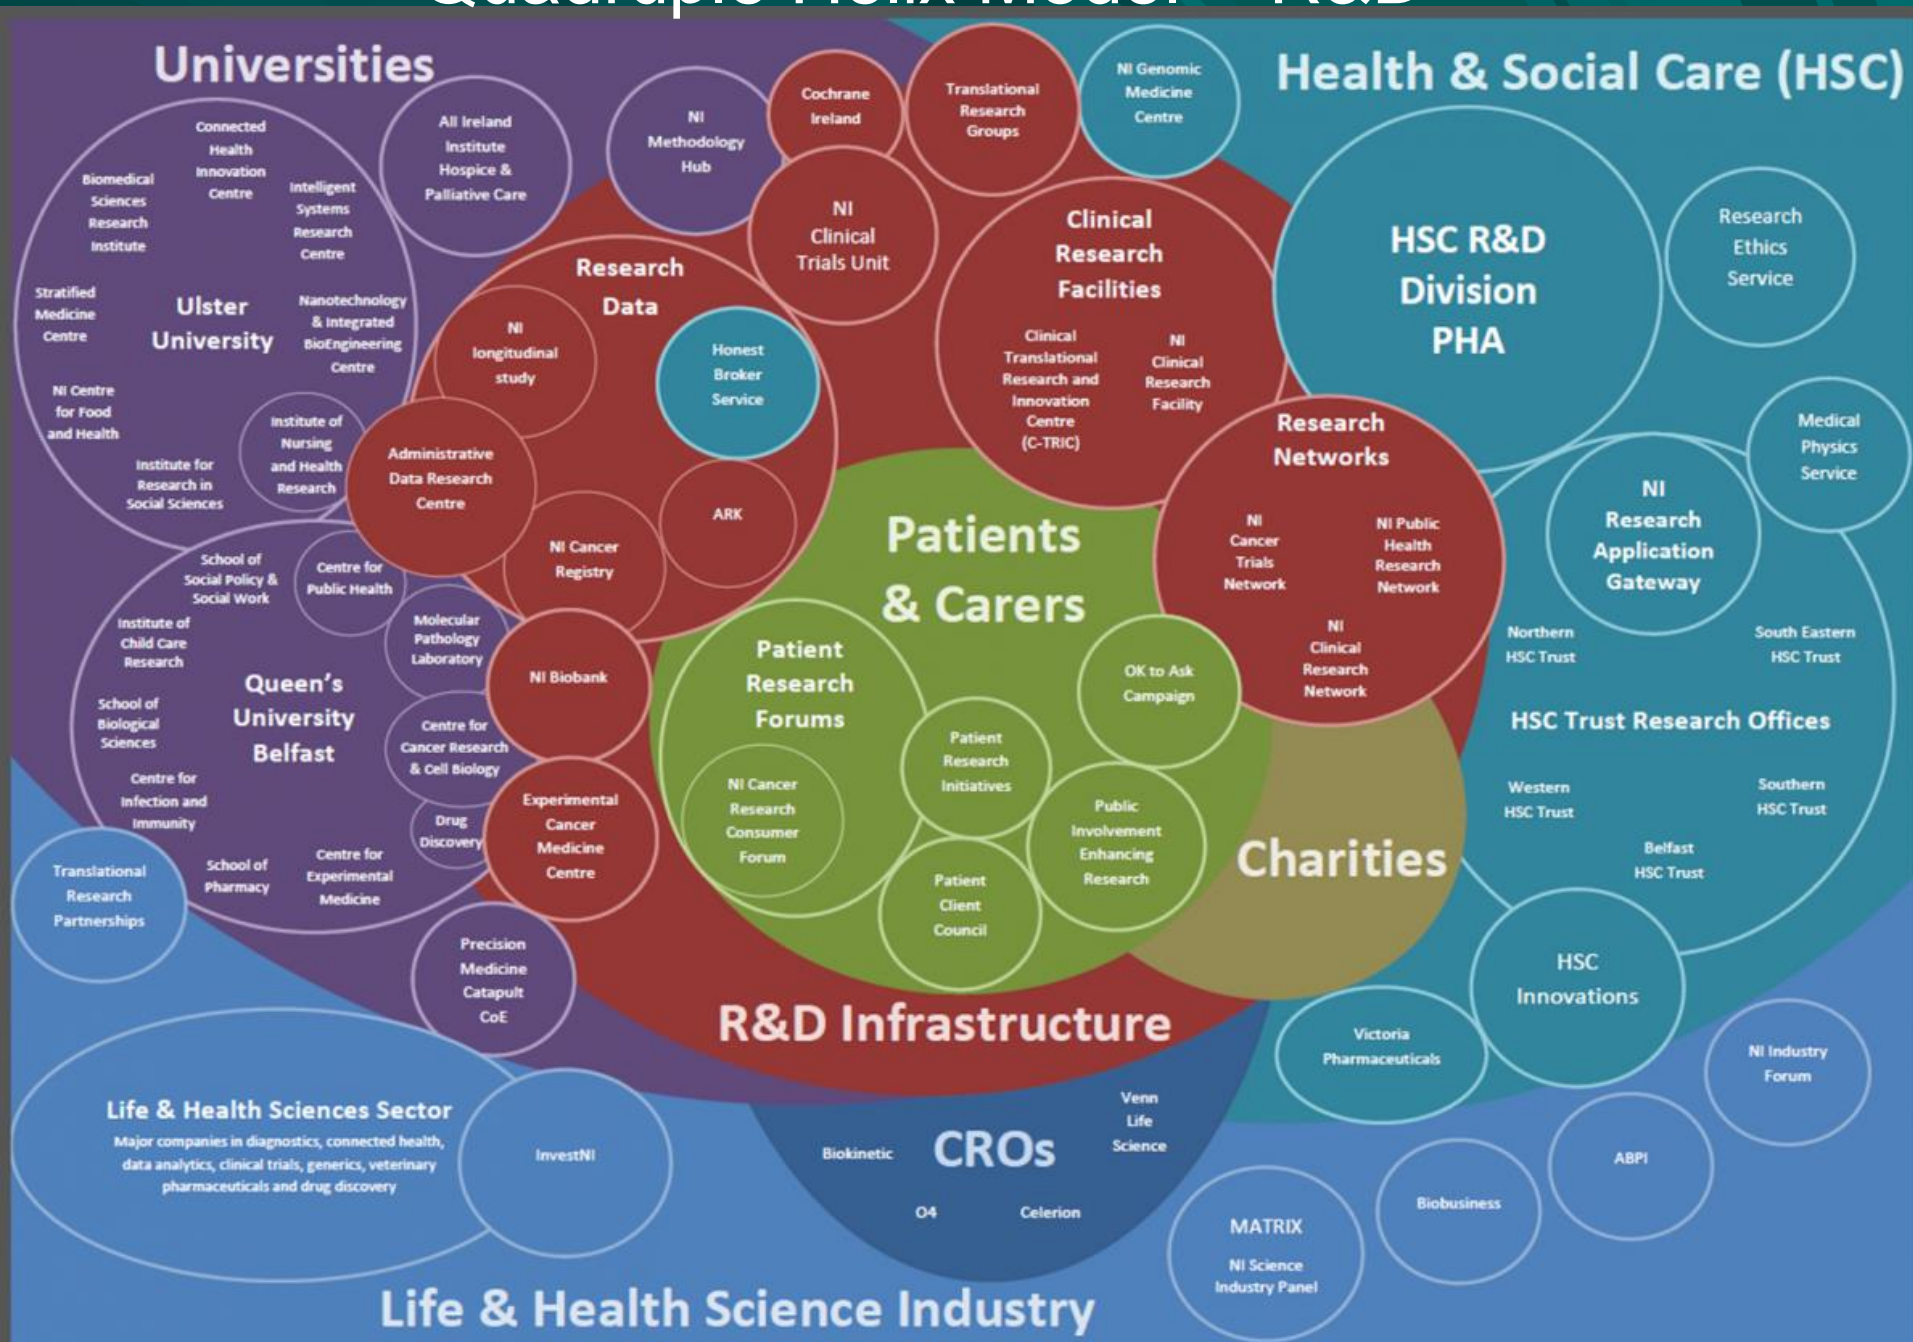 Quadruple Helix Model – R&D
Universities
Health & Social Care (HSC)
Connected
Health
Innovation
Centre
Biomedical
Sciences
Research
Institute
Intelligent
Systems
Research
Centre
Stratified
Medicine
Centre
Ulster
University
Nanotechnology
& Integrated
BioEngineering
Centre
NI Centre
for Food
and Health
Institute of
Nursing
and Health
Research
Institute for
Research in
Social Sciences
All Ireland
Institute
Hospice &
Palliative Care
NI
Methodology
Hub
Cochrane
Ireland
Translational
Research
Groups
NI Genomic
Medicine
Centre
NI
Clinical
Trials Unit
Research
Data
NI
longitudinal
study
Honest
Broker
Service
Administrative
Data Research
Centre
ARK
NI Cancer
Registry
Clinical
Research
Facilities
Clinical
Translational
Research and
Innovation
Centre
(C-TRIC)
NI
Clinical
Research
Facility
HSC R&D
Division
PHA
Research
Ethics
Service
Medical
Physics
Service
Research
Networks
NI
Cancer
Trials
Network
NI Public
Health
Research
Network
NI
Clinical
Research
Network
NI
Research
Application
Gateway
Northern
HSC Trust
South Eastern
HSC Trust
HSC Trust Research Offices
Western
HSC Trust
Southern
HSC Trust
Belfast
HSC Trust
School of
Social Policy &
Social Work
Centre for
Public Health
Institute of
Child Care
Research
Molecular
Pathology
Laboratory
Queen's
University
Belfast
School of
Biological
Sciences
Centre for
Cancer Research
& Cell Biology
Centre for
Infection and
Immunity
Drug
Discovery
School of
Pharmacy
Centre for
Experimental
Medicine
NI Biobank
Experimental
Cancer
Medicine
Centre
Patients
& Carers
Patient
Research
Forums
NI Cancer
Research
Consumer
Forum
OK to Ask
Campaign
Patient
Research
Initiatives
Public
Involvement
Enhancing
Research
Patient
Client
Council
Charities
Translational
Research
Partnerships
Precision
Medicine
Catapult
CoE
R&D Infrastructure
HSC
Innovations
Victoria
Pharmaceuticals
NI Industry
Forum
Life & Health Sciences Sector
Major companies in diagnostics, connected health,
data analytics, clinical trials, generics, veterinary
pharmaceuticals and drug discovery
InvestNI
Biokinetic
CROs
Venn
Life
Science
O4
Celerion
MATRIX
NI Science
Industry Panel
Biobusiness
ABPI
Life & Health Science Industry